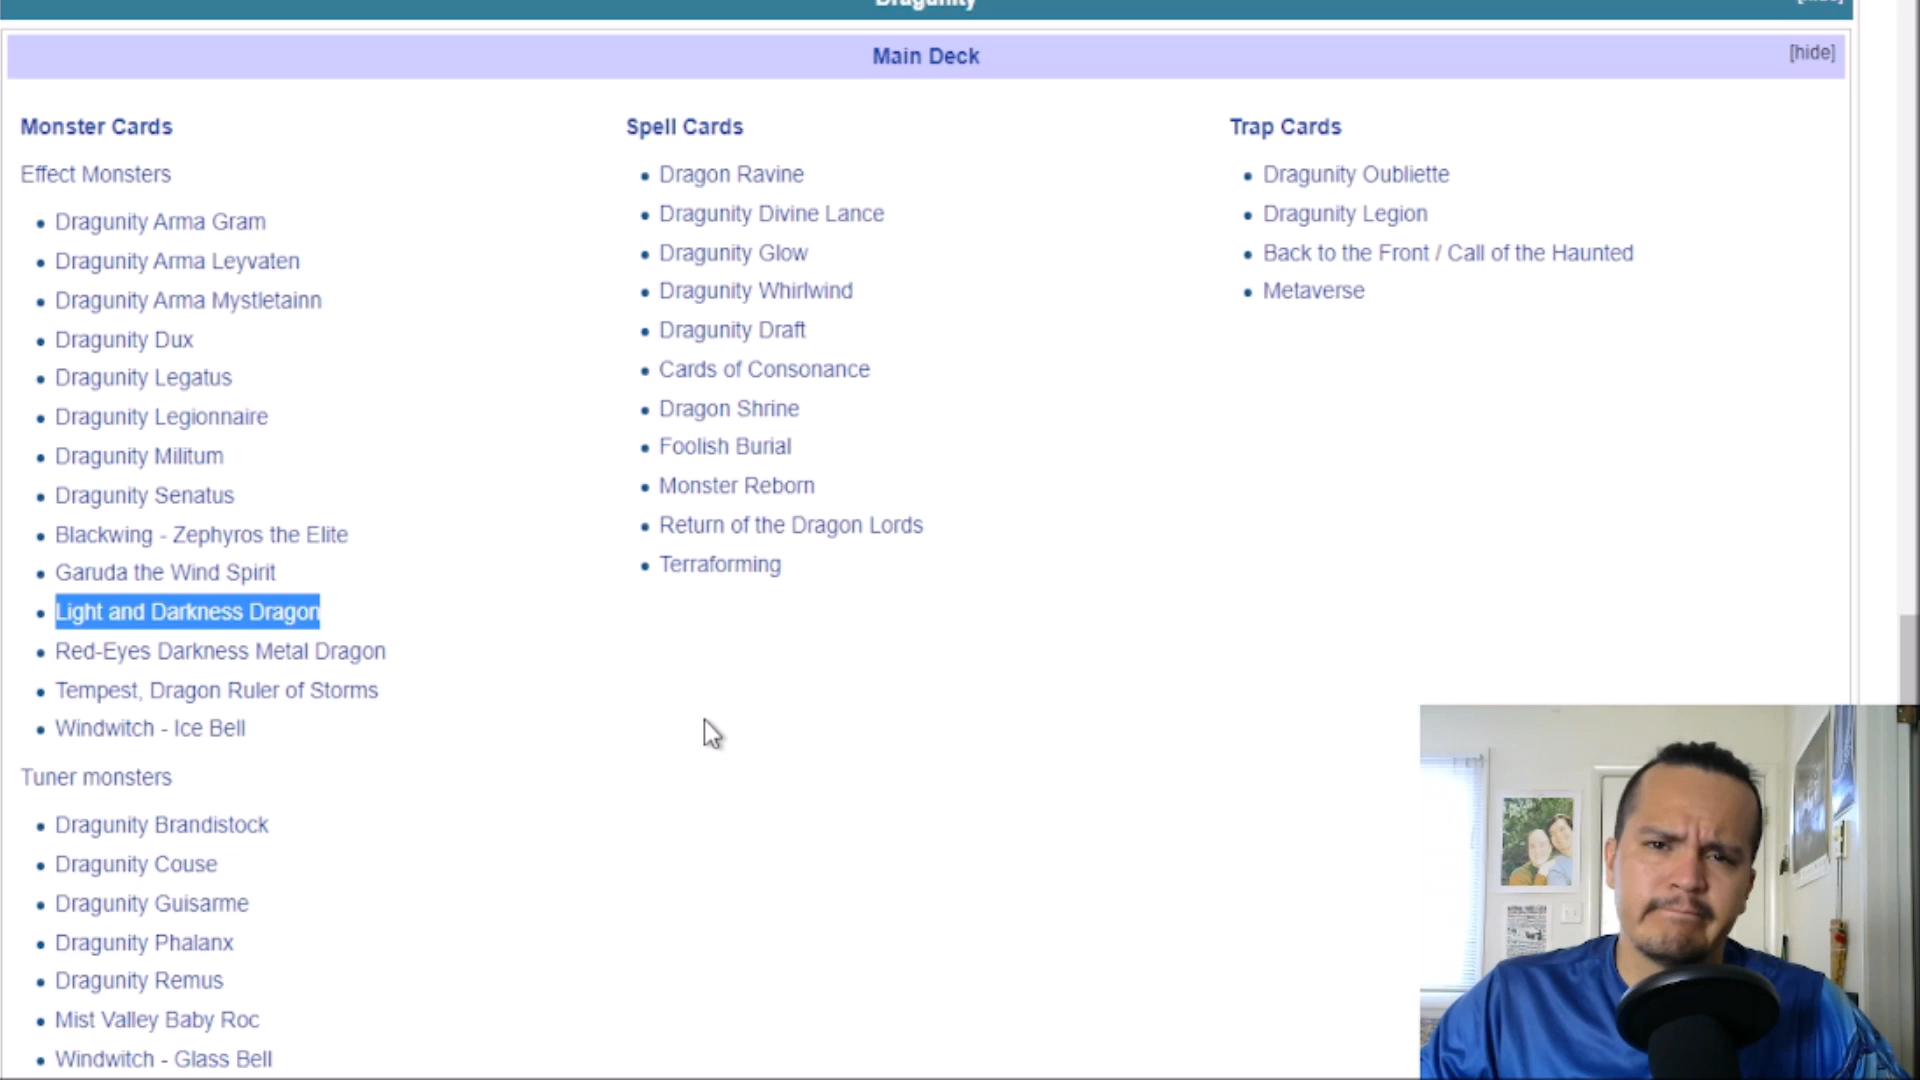 Dragunity
[hide]
Main Deck
[hide]
Monster Cards
Effect Monsters
Dragunity Arma Gram
Dragunity Arma Leyvaten
Dragunity Arma Mystletainn
Dragunity Dux
Dragunity Legatus
Dragunity Legionnaire
Dragunity Militum
Dragunity Senatus
Blackwing - Zephyros the Elite
Garuda the Wind Spirit
Light and Darkness Dragon
Red-Eyes Darkness Metal Dragon
Tempest, Dragon Ruler of Storms
Windwitch - Ice Bell
Tuner monsters
Dragunity Brandistock
Dragunity Couse
Dragunity Guisarme
Dragunity Phalanx
Dragunity Remus
Mist Valley Baby Roc
Windwitch - Glass Bell
Spell Cards
Dragon Ravine
Dragunity Divine Lance
Dragunity Glow
Dragunity Whirlwind
Dragunity Draft
Cards of Consonance
Dragon Shrine
Foolish Burial
Monster Reborn
Return of the Dragon Lords
Terraforming
Trap Cards
Dragunity Oubliette
Dragunity Legion
Back to the Front / Call of the Haunted
Metaverse